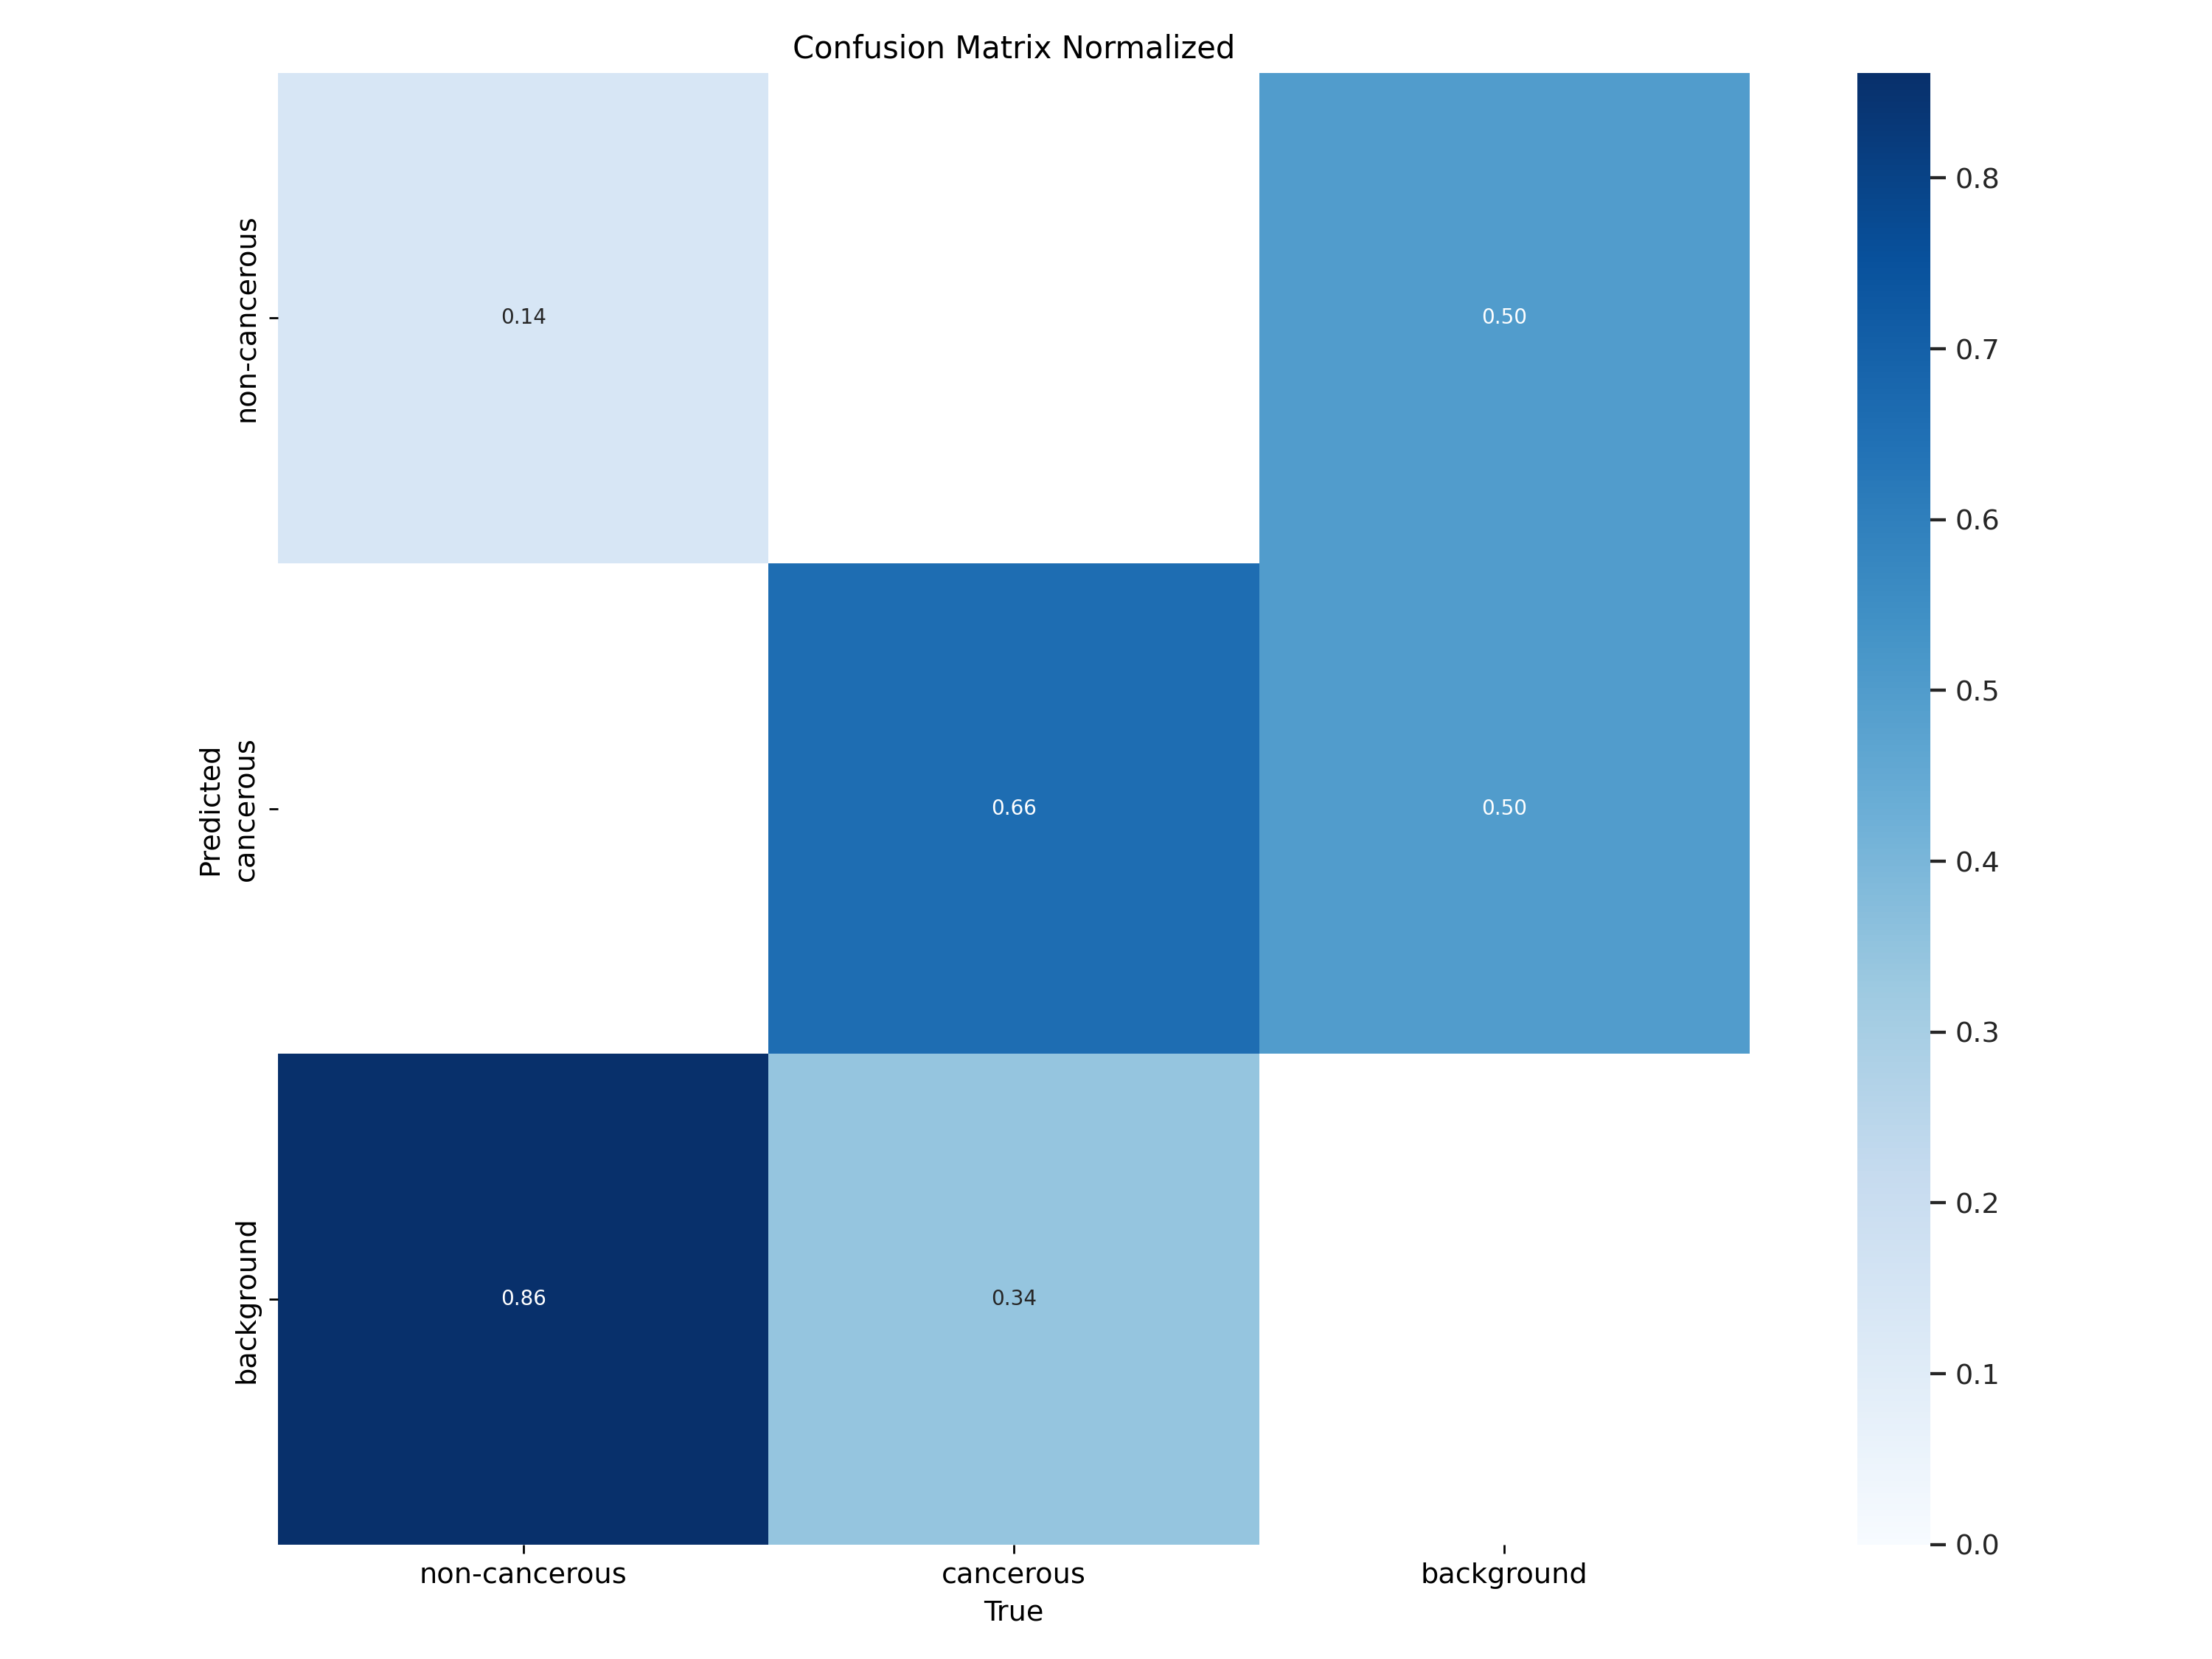 Confusion Matrix Normalized
non-cancerous
cancerous
background
Predicted
0.14
0.50
0.66
0.50
0.86
0.34
non-cancerous
cancerous
background
True
0.8
0.7
0.6
0.5
0.4
0.3
0.2
0.1
0.0